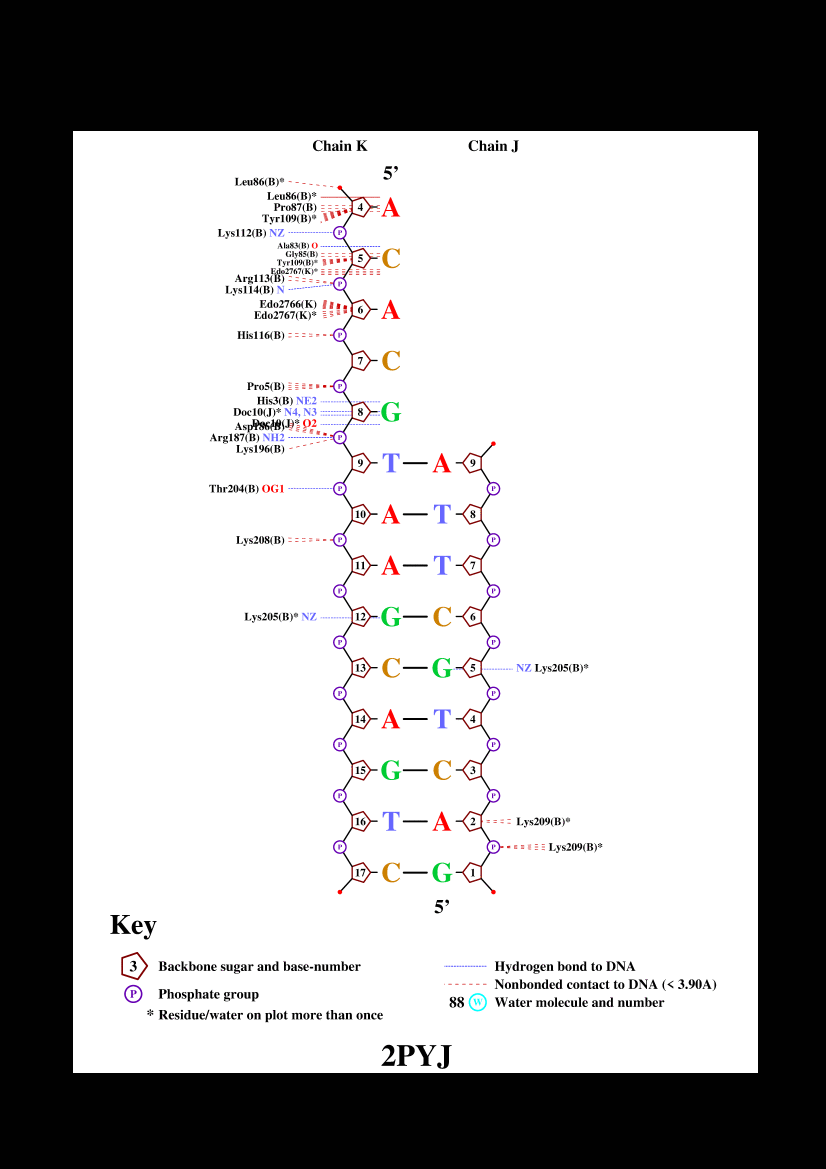 Chain K Chain J
5’
Leu86(B)*
Leu86(B)*
Pro87(B)
4 A
Tyr109(B)*
Lys112(B) NZ P
Ala83(B) O
Gly85(B)
5 C
Tyr109(B)*
Edo2767(K)*
Arg113(B)
P
Lys114(B) N
Edo2766(K)
6 A
Edo2767(K)*
His116(B) P
7 C
Pro5(B) P
His3(B) NE2
Doc10(J)* N4, N3 8 G
Doc10(J)* O2
Asp186(B)
Arg187(B) NH2 P
Lys196(B)
9 T A 9
Thr204(B) OG1 P P
10 A T 8
Lys208(B) P P
11 A T 7
P P
Lys205(B)* NZ 12 G C 6
P P
13 C G 5 NZ Lys205(B)*
P P
14 A T 4
P P
15 G C 3
P P
16 T A 2 Lys209(B)*
P P Lys209(B)*
17 C G 1
5’
Key
3 Backbone sugar and base-number
P Phosphate group
* Residue/water on plot more than once
Hydrogen bond to DNA
Nonbonded contact to DNA (< 3.90A)
88 W Water molecule and number
2PYJ